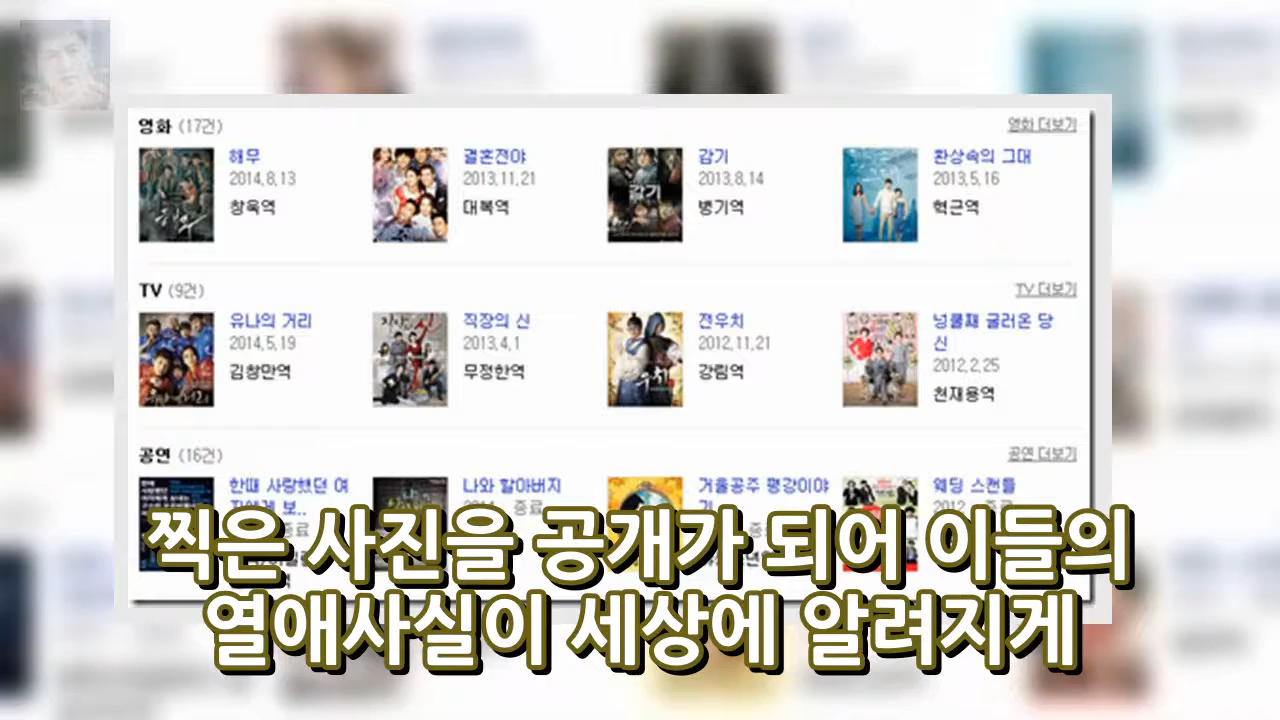 영화 (17건) 영화 더보기
해무 결혼전야 감기 환상속의 그대
2014.8.13 2013.11.21 2013.8.14 2013.5.16
창욱역 대복역 병기역 혁근역
TV (9건) TV 더보기
유나의 거리 직장의 신 전우치 넝쿨째 굴러온 당
신
2014.5.19 2013.4.1 2012.11.21 2012.2.25
김창만역 무정한역 강림역 천재용역
공연 (16건) 공연 더보기
한때 사랑했던 여 나와 할아버지 거울공주 평강이야 웨딩 스캔들
찍은 사진을 공개가 되어 이들의
열애사실이 세상에 알려지게